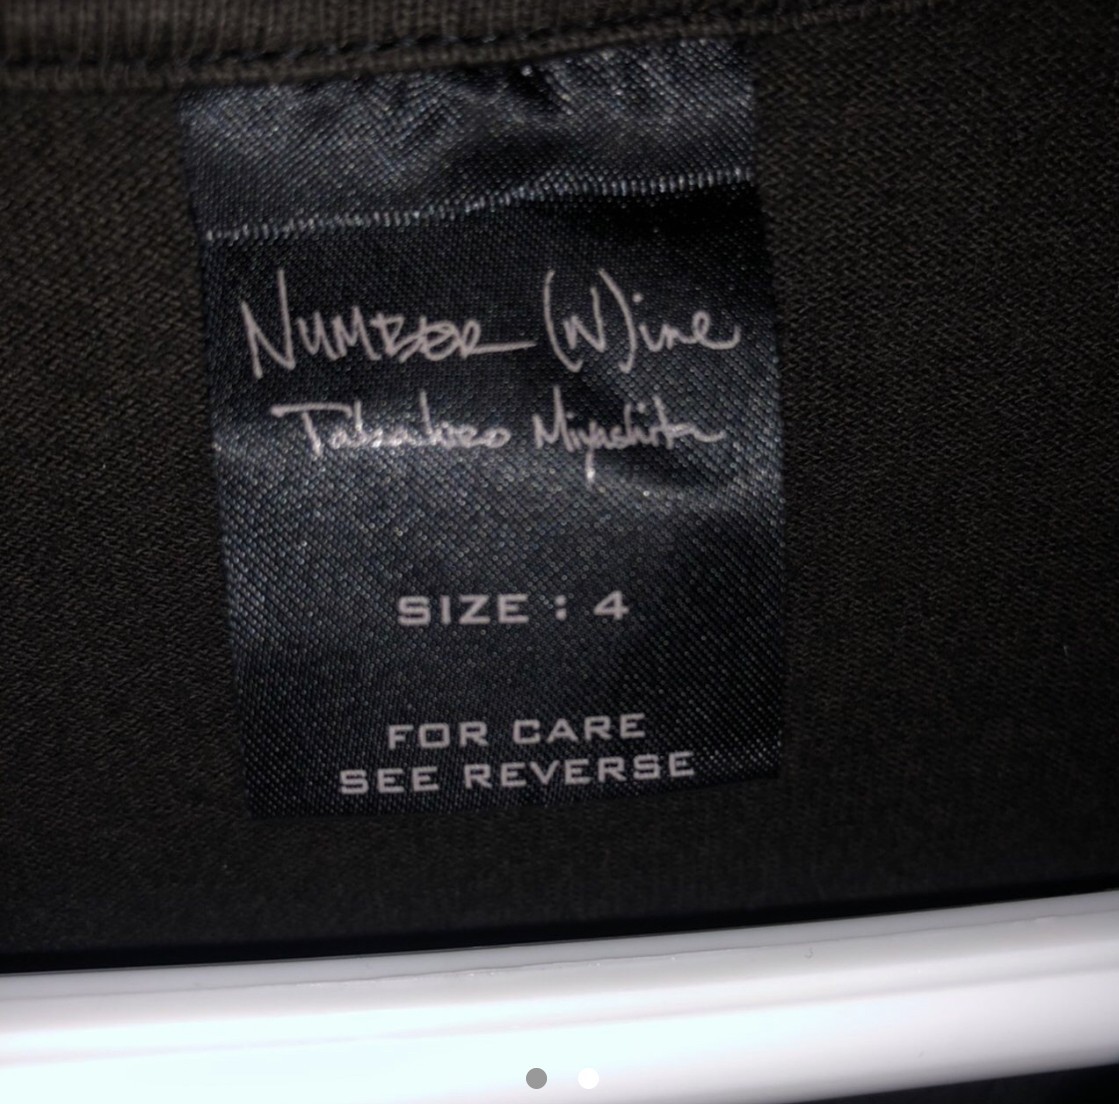 NUMBER (N)ine
Takahiro Miyashita
SIZE : 4
FOR CARE
SEE REVERSE